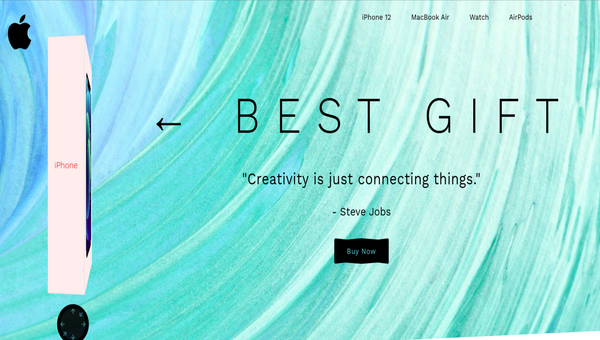 iPhone 12 MacBook Air Watch AirPods
← BEST GIFT
iPhone
"Creativity is just connecting things."
- Steve Jobs
Buy Now